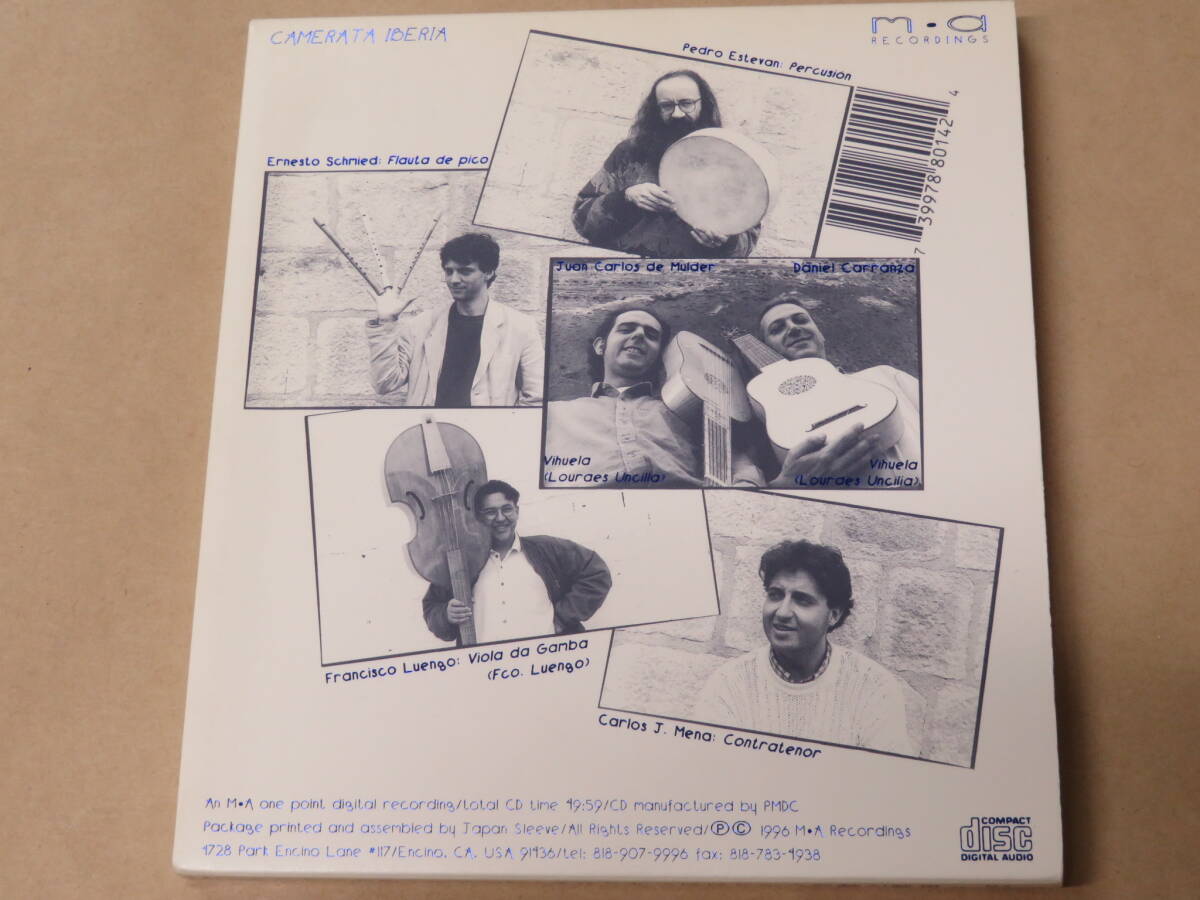 CAMERATA IBERIA
m•a
RECORDINGS
Pedro Estevan: Percusión
Ernesto Schmied: Flauta de pico
7 39978 80142 4
Juan Carlos de Mulder
Daniel Carranza
Vihuela
(Lourdes Uncilla)
Vihuela
(Lourdes Uncilla)
Francisco Luengo: Viola da Gamba
(Fco. Luengo)
Carlos J. Mena: Contratenor
An M•A one point digital recording/total CD time 49:59/CD manufactured by PMDC
Package printed and assembled by Japan Sleeve/All Rights Reserved/ⓅⒸ 1996 M•A Recordings
4728 Park Encino Lane #117/Encino, CA. USA 91436/tel: 818-907-9996 fax: 818-783-4938
COMPACT
disc
DIGITAL AUDIO